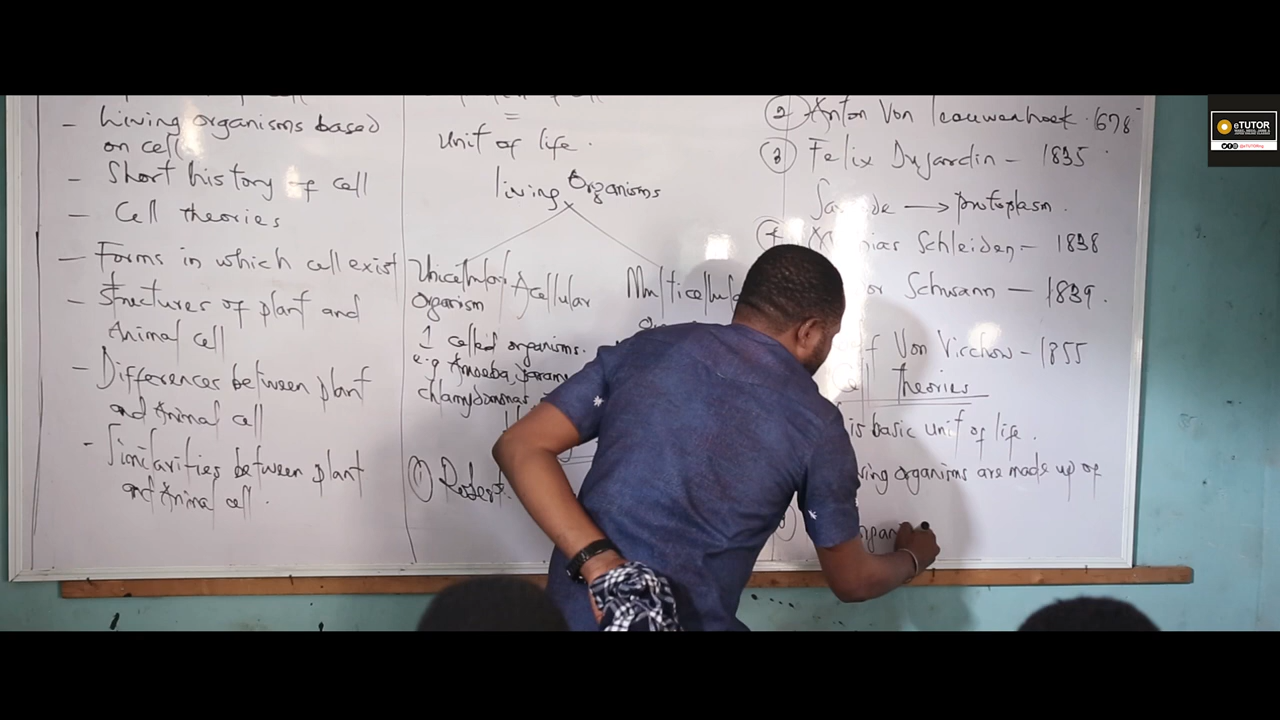 - Living organisms based
on cell
- Short history of cell
- Cell theories
- Forms in which cell exist
- Structures of plant and
Animal cell
- Differences between plant
and Animal cell
- Similarities between plant
and Animal cell.
unit of life.
living Organisms
Unicellular/Acellular
Organism
1 celled organisms.
e.g Amoeba,
chlamydomonas
Multicellula
① Robert
② Anton Von Leeuwenhoek. 1678
③ Felix Dujardin - 1835
→ protoplasm.
Schleiden - 1838
Schwann - 1839.
Von Virchow - 1855
Cell Theories
is basic unit of life.
ving organisms are made up of
eTUTOR